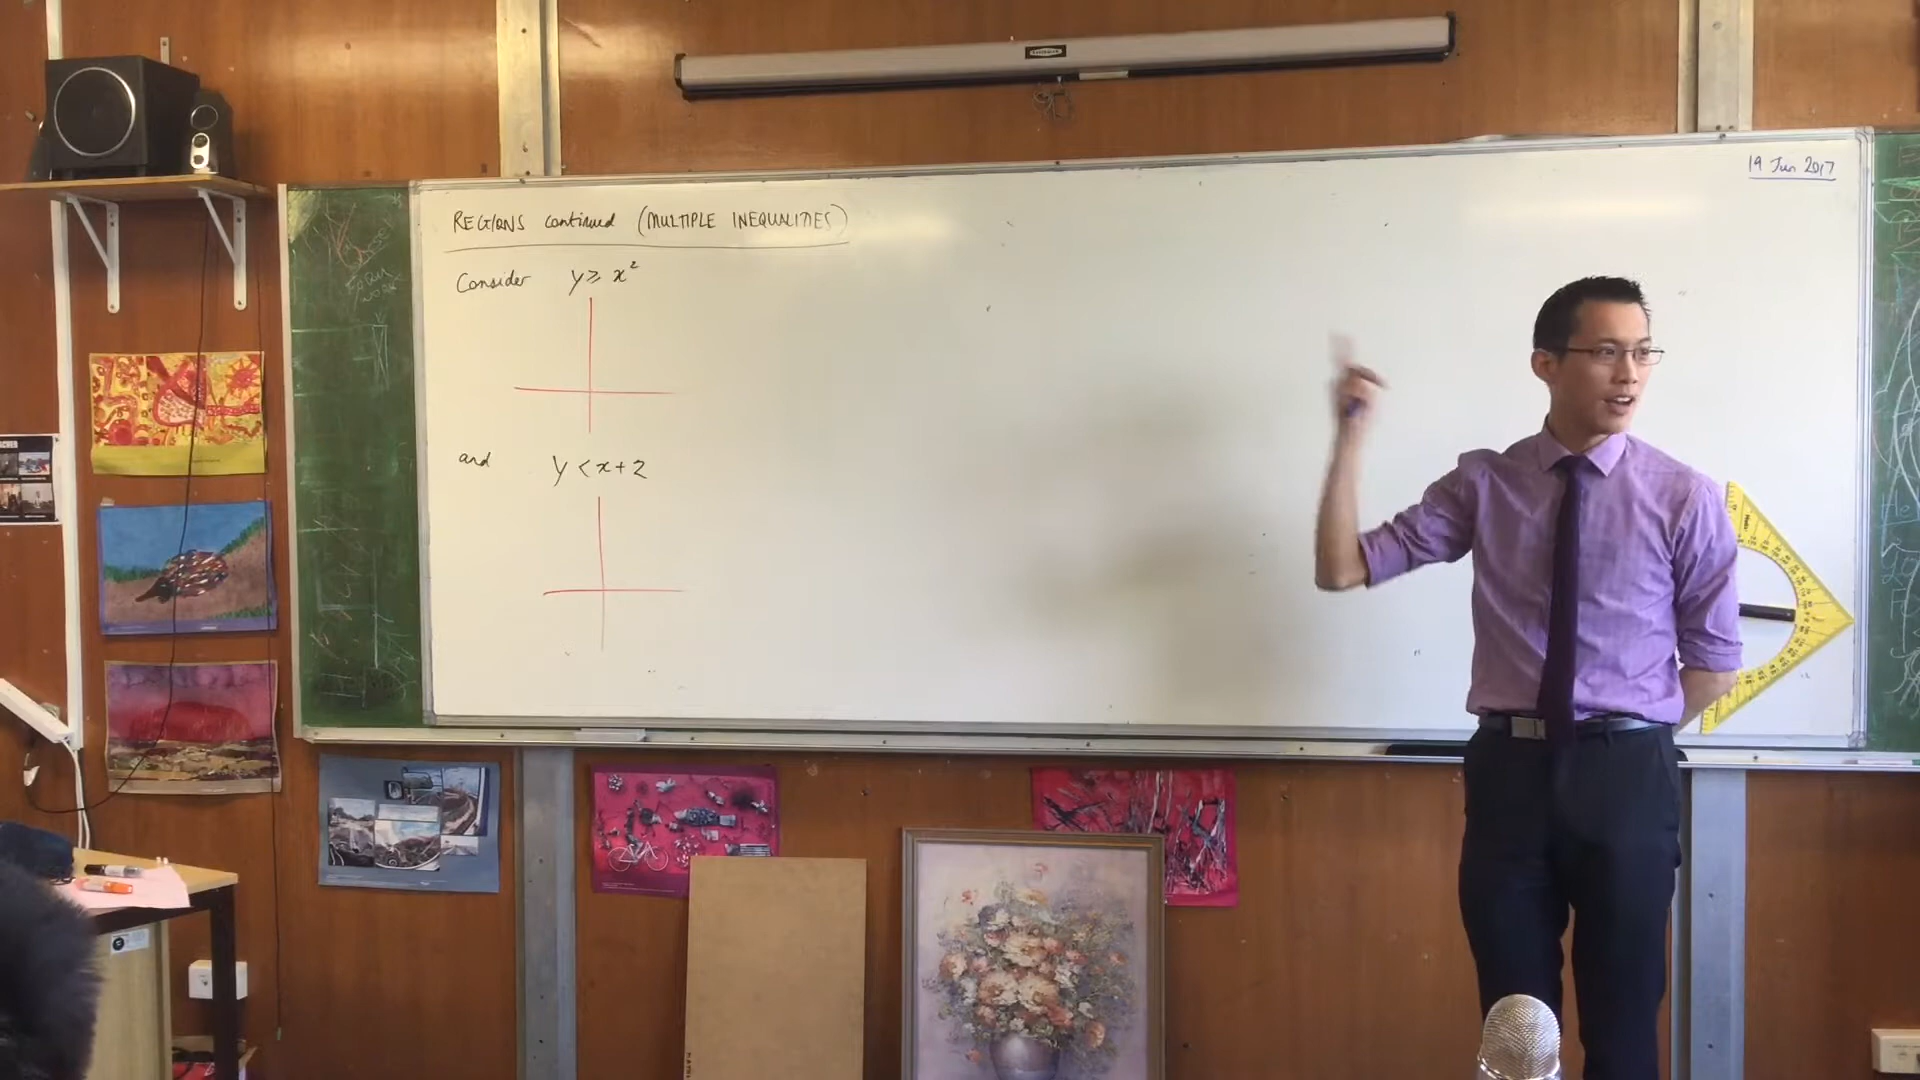 19 Jun 2017
REGIONS continued (MULTIPLE INEQUALITIES)
Consider y ≥ x²
and y < x + 2